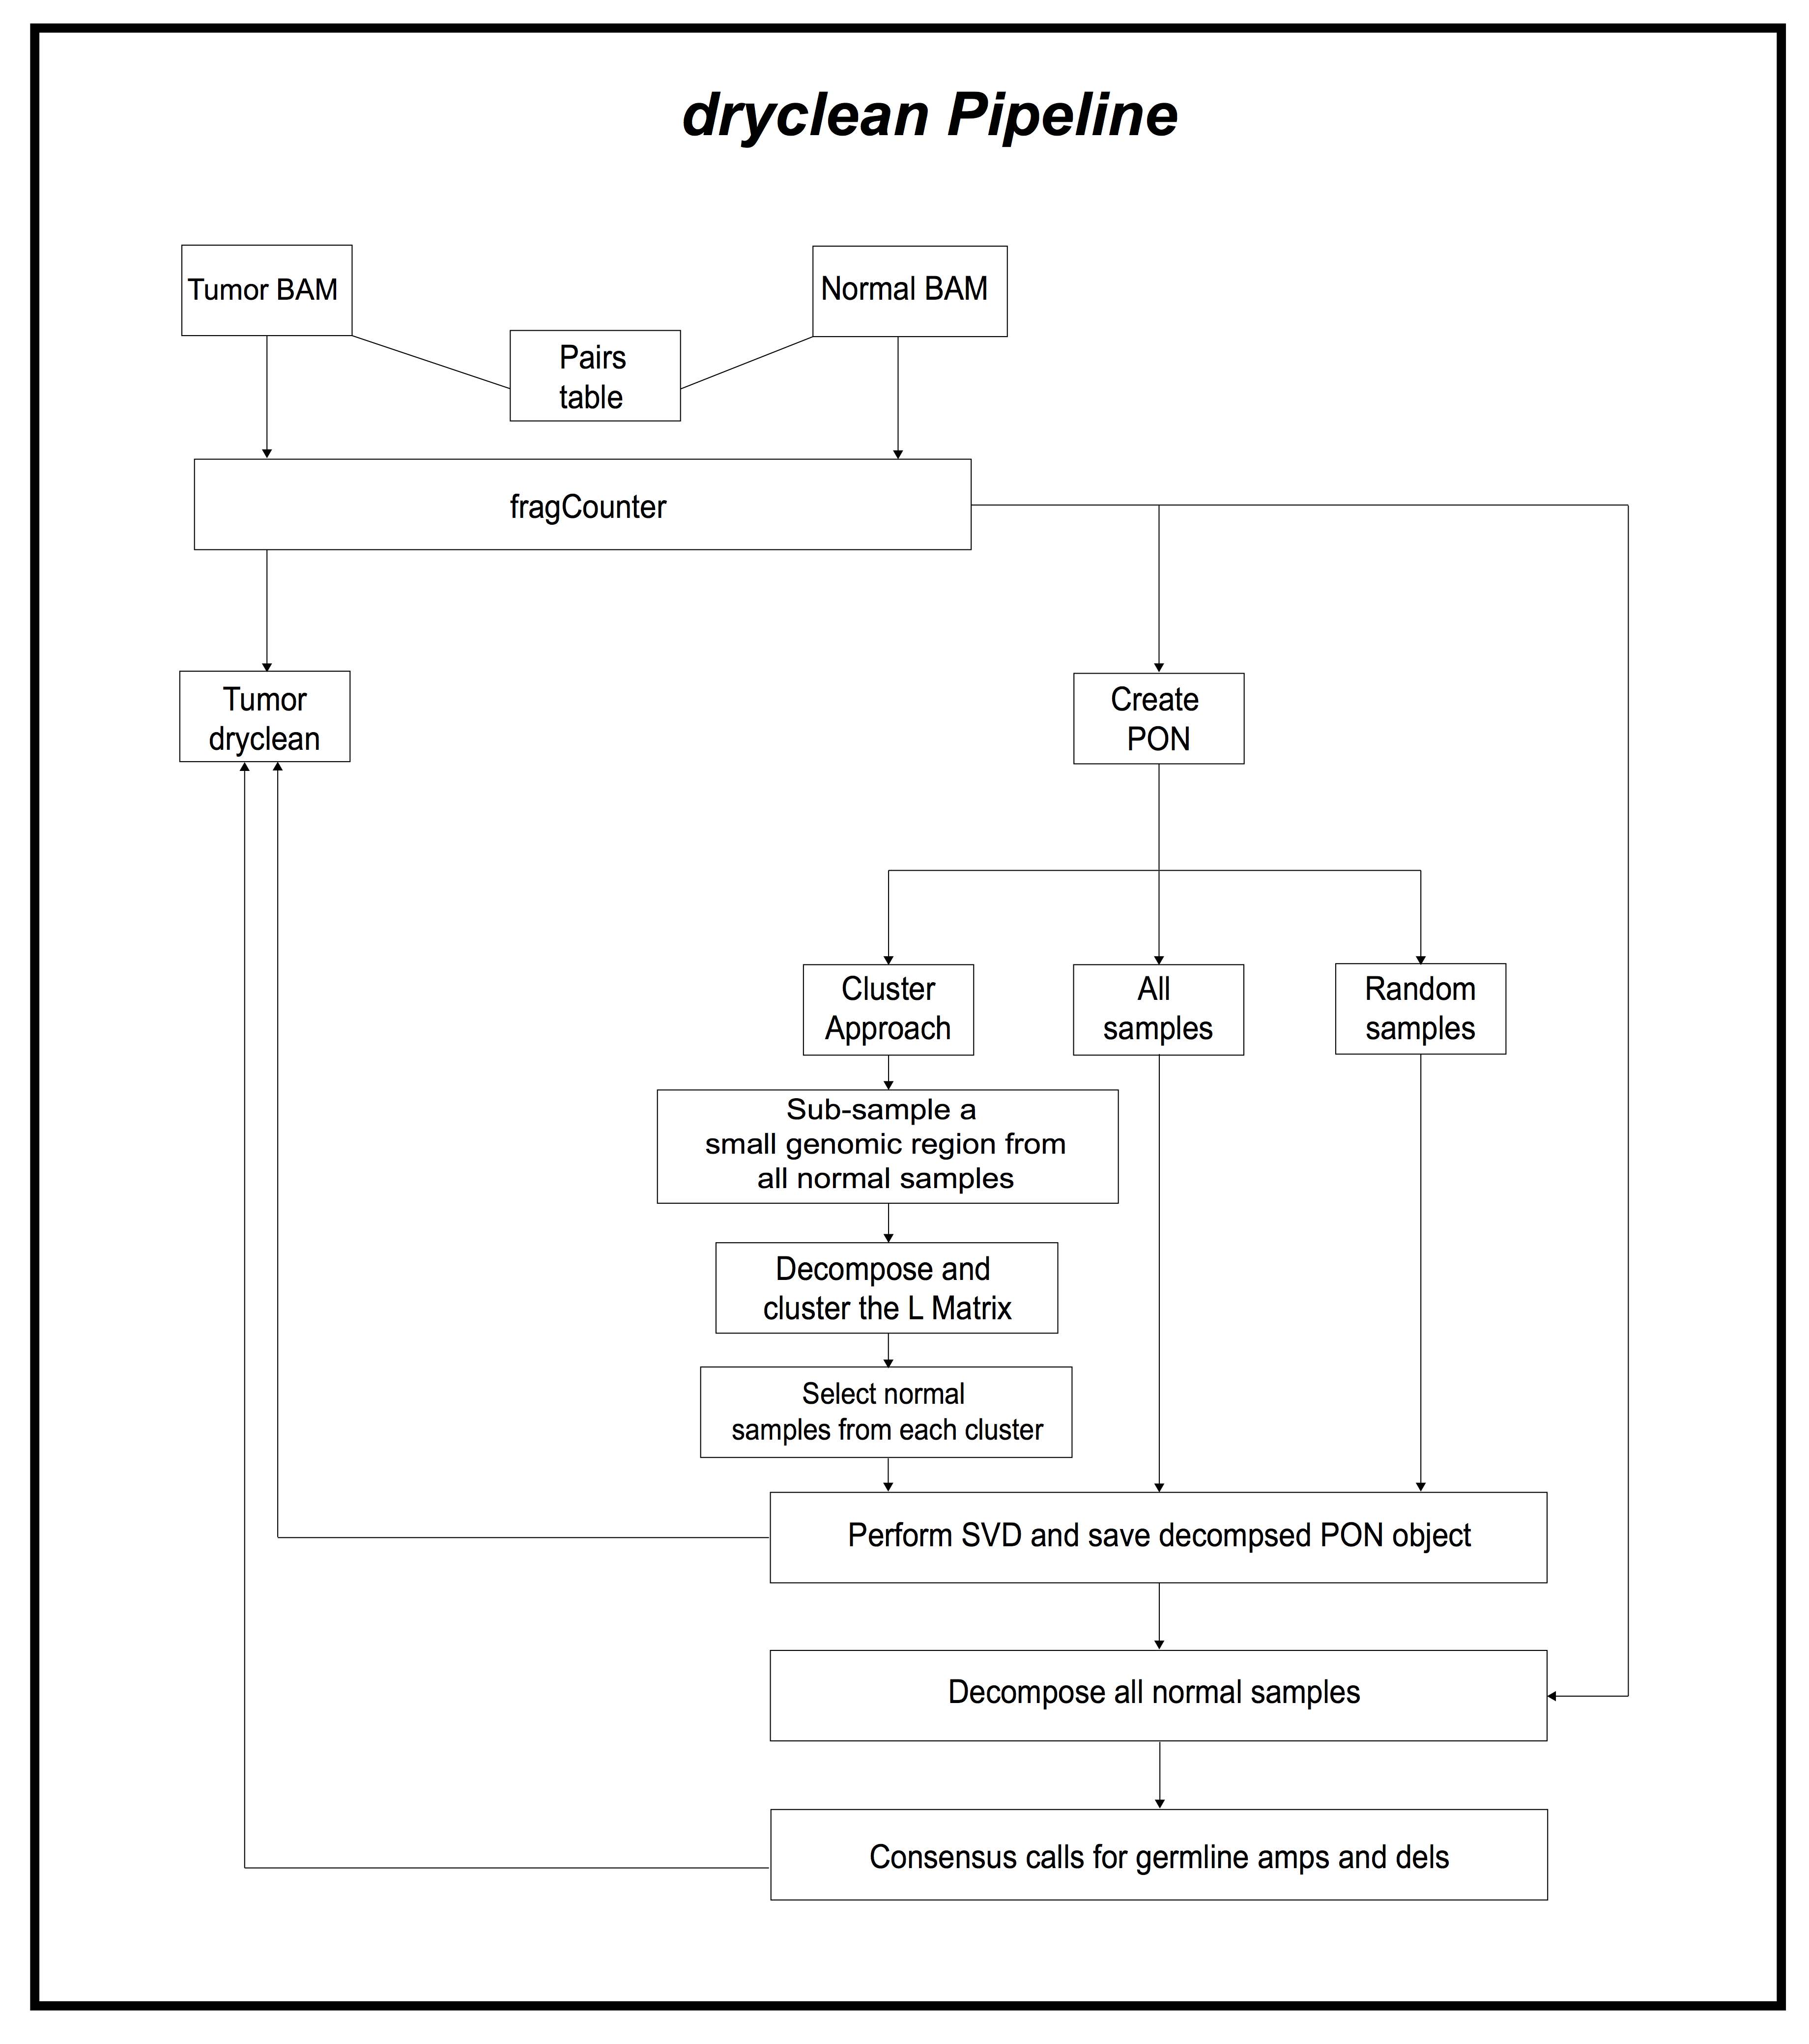 dryclean Pipeline
Tumor BAM
Normal BAM
Pairs
table
fragCounter
Tumor
dryclean
Create
PON
Cluster
Approach
All
samples
Random
samples
Sub-sample a
small genomic region from
all normal samples
Decompose and
cluster the L Matrix
Select normal
samples from each cluster
Perform SVD and save decompsed PON object
Decompose all normal samples
Consensus calls for germline amps and dels